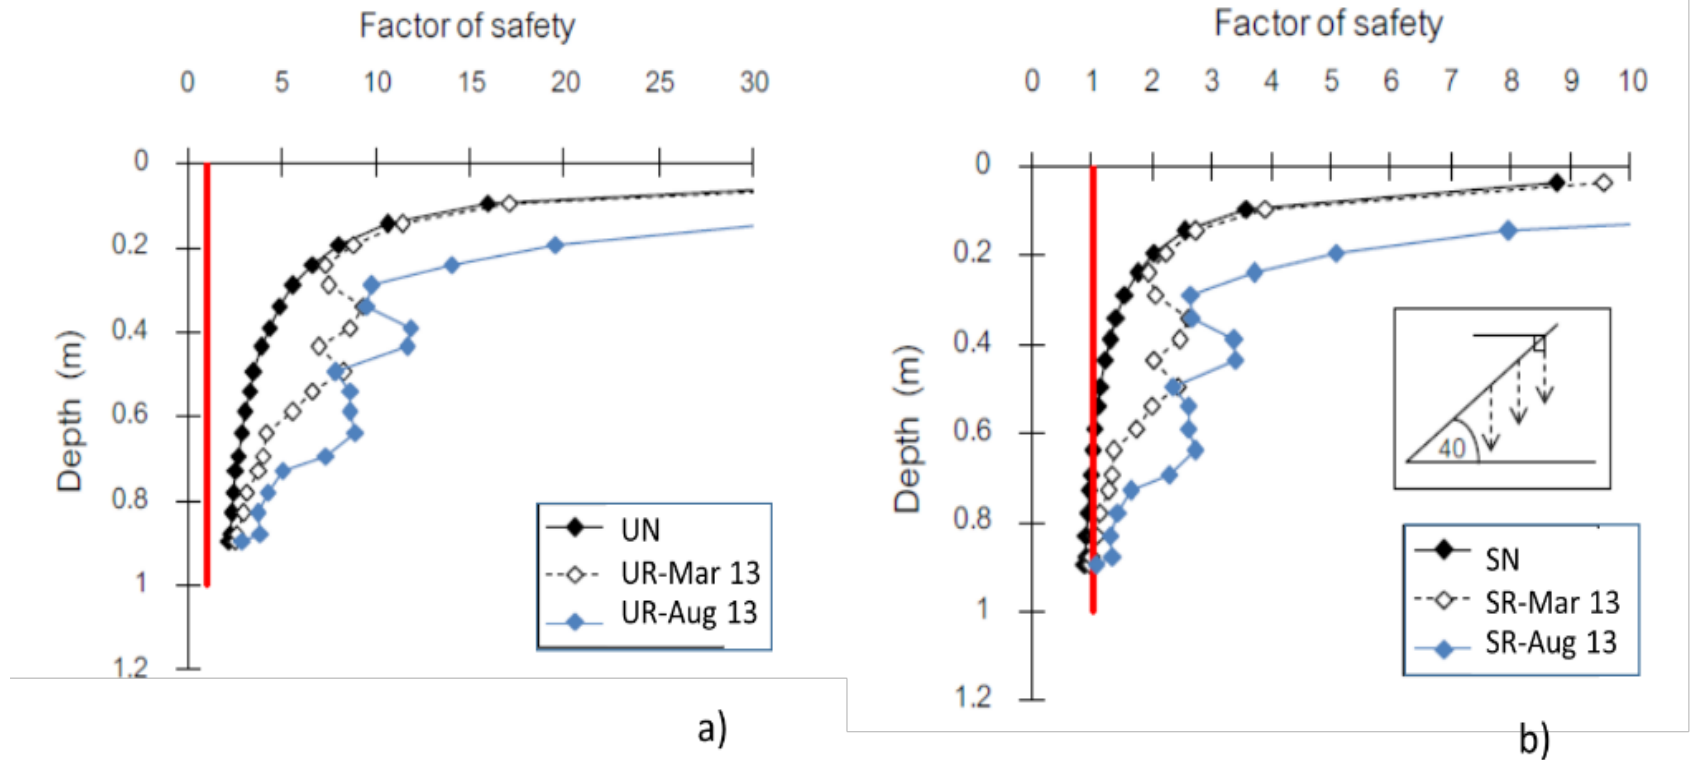 Factor of safety
0 5 10 15 20 25 30
0
0.2
0.4
0.6
0.8
1
1.2
Depth (m)
UN
UR-Mar 13
UR-Aug 13
a)
Factor of safety
0 1 2 3 4 5 6 7 8 9 10
0
0.2
0.4
0.6
0.8
1
1.2
Depth (m)
40
SN
SR-Mar 13
SR-Aug 13
b)